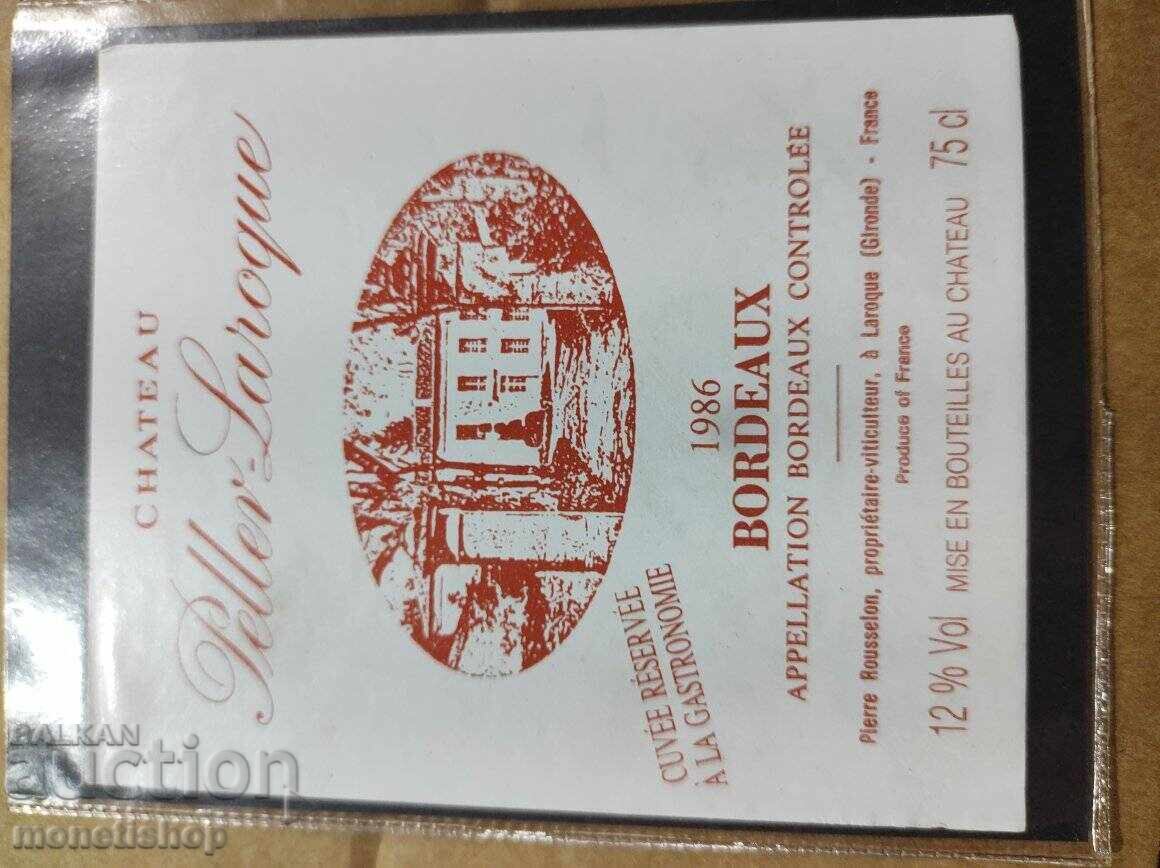 CHATEAU
Peller-Laroque
CUVÉE RÉSERVÉE
À LA GASTRONOMIE
1986
BORDEAUX
APPELLATION BORDEAUX CONTROLEE
Pierre Rousselon, propriétaire-viticulteur, à Laroque (Gironde) - France
Produce of France
12 % Vol MISE EN BOUTEILLES AU CHATEAU 75 cl
BALKAN
auction
monetishop